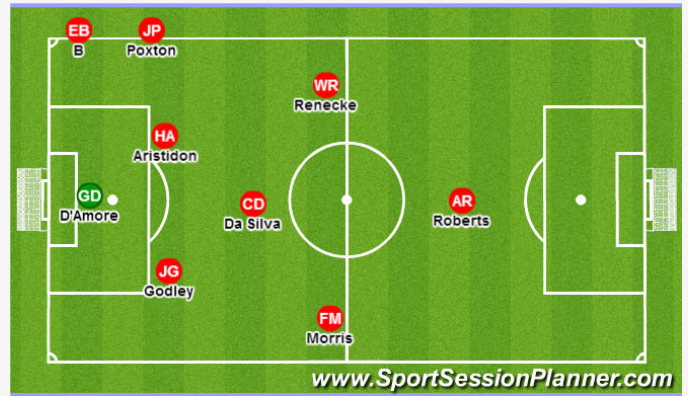 EB
B
JP
Poxton
WR
Renecke
HA
Aristidon
GD
D'Amore
CD
Da Silva
AR
Roberts
JG
Godley
FM
Morris
www.SportSessionPlanner.com